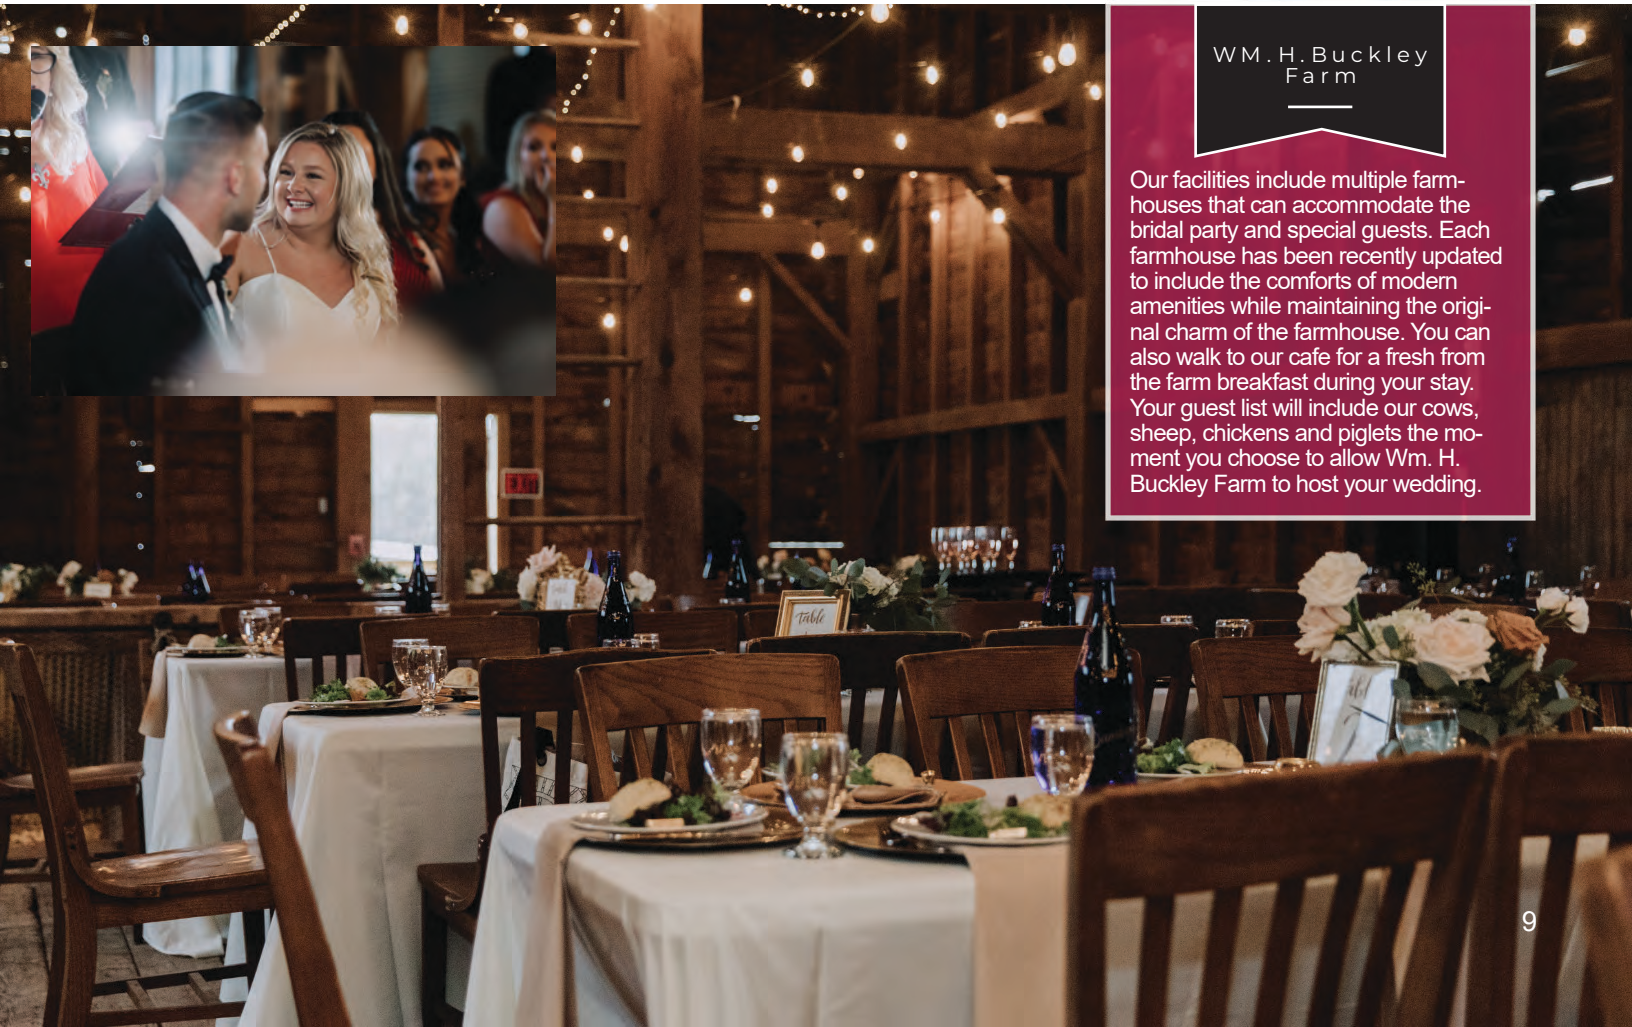 WM.H.Buckley
Farm
Our facilities include multiple farm-
houses that can accommodate the
bridal party and special guests. Each
farmhouse has been recently updated
to include the comforts of modern
amenities while maintaining the origi-
nal charm of the farmhouse. You can
also walk to our cafe for a fresh from
the farm breakfast during your stay.
Your guest list will include our cows,
sheep, chickens and piglets the mo-
ment you choose to allow Wm. H.
Buckley Farm to host your wedding.
table
9